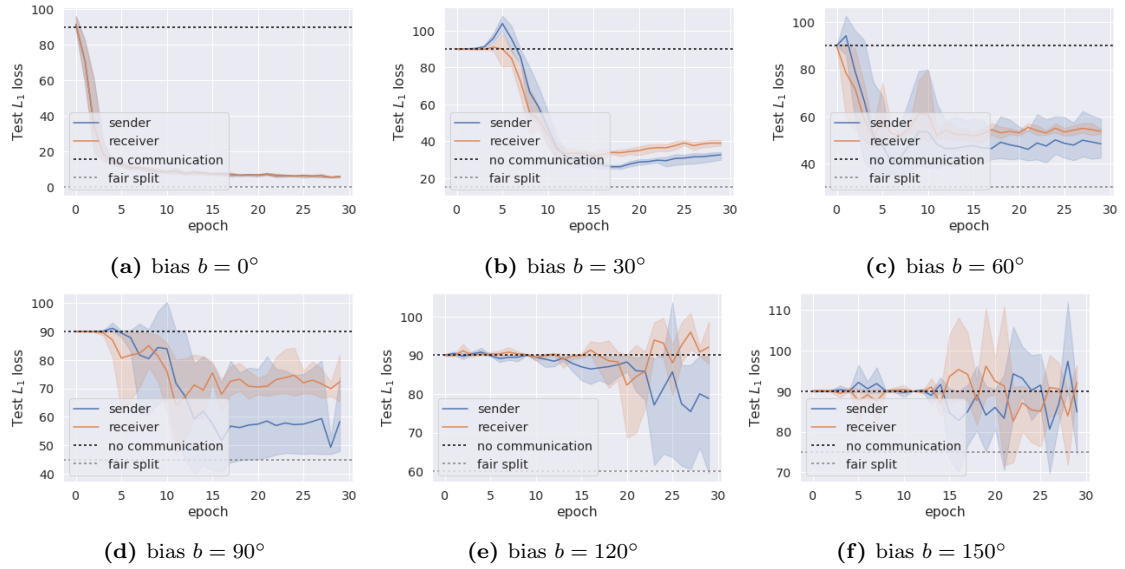 100
80
60
40
20
0
Test L₁ loss
sender
receiver
no communication
fair split
0 5 10 15 20 25 30
epoch
(a) bias b = 0°
100
80
60
40
20
Test L₁ loss
sender
receiver
no communication
fair split
0 5 10 15 20 25 30
epoch
(b) bias b = 30°
100
80
60
40
Test L₁ loss
sender
receiver
no communication
fair split
0 5 10 15 20 25 30
epoch
(c) bias b = 60°
100
90
80
70
60
50
40
Test L₁ loss
sender
receiver
no communication
fair split
0 5 10 15 20 25 30
epoch
(d) bias b = 90°
100
90
80
70
60
Test L₁ loss
sender
receiver
no communication
fair split
0 5 10 15 20 25 30
epoch
(e) bias b = 120°
110
100
90
80
70
Test L₁ loss
sender
receiver
no communication
fair split
0 5 10 15 20 25 30
epoch
(f) bias b = 150°